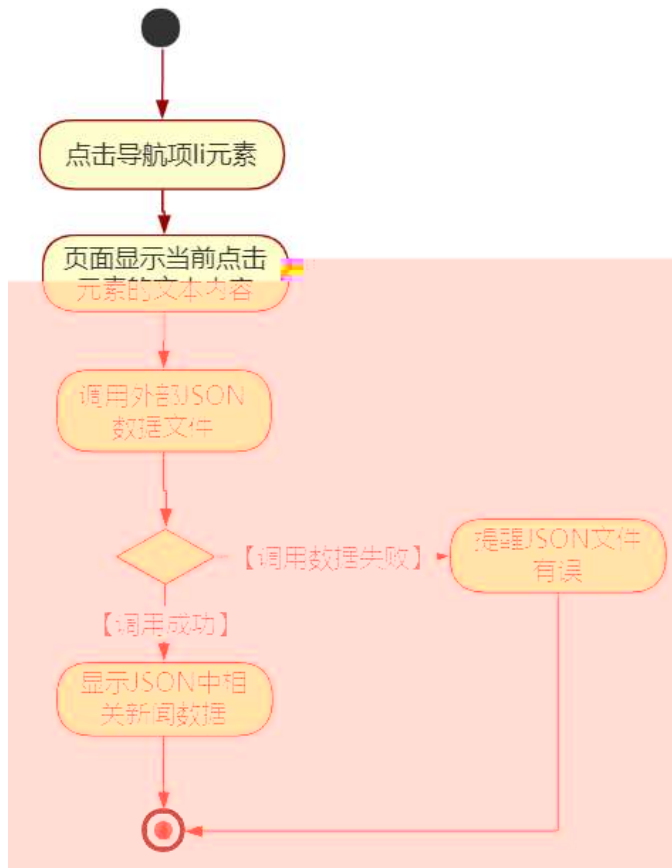 点击导航项li元素
页面显示当前点击
元素的文本内容
调用外部JSON
数据文件
【调用数据失败】
提醒JSON文件
有误
【调用成功】
显示JSON中相
关新闻数据